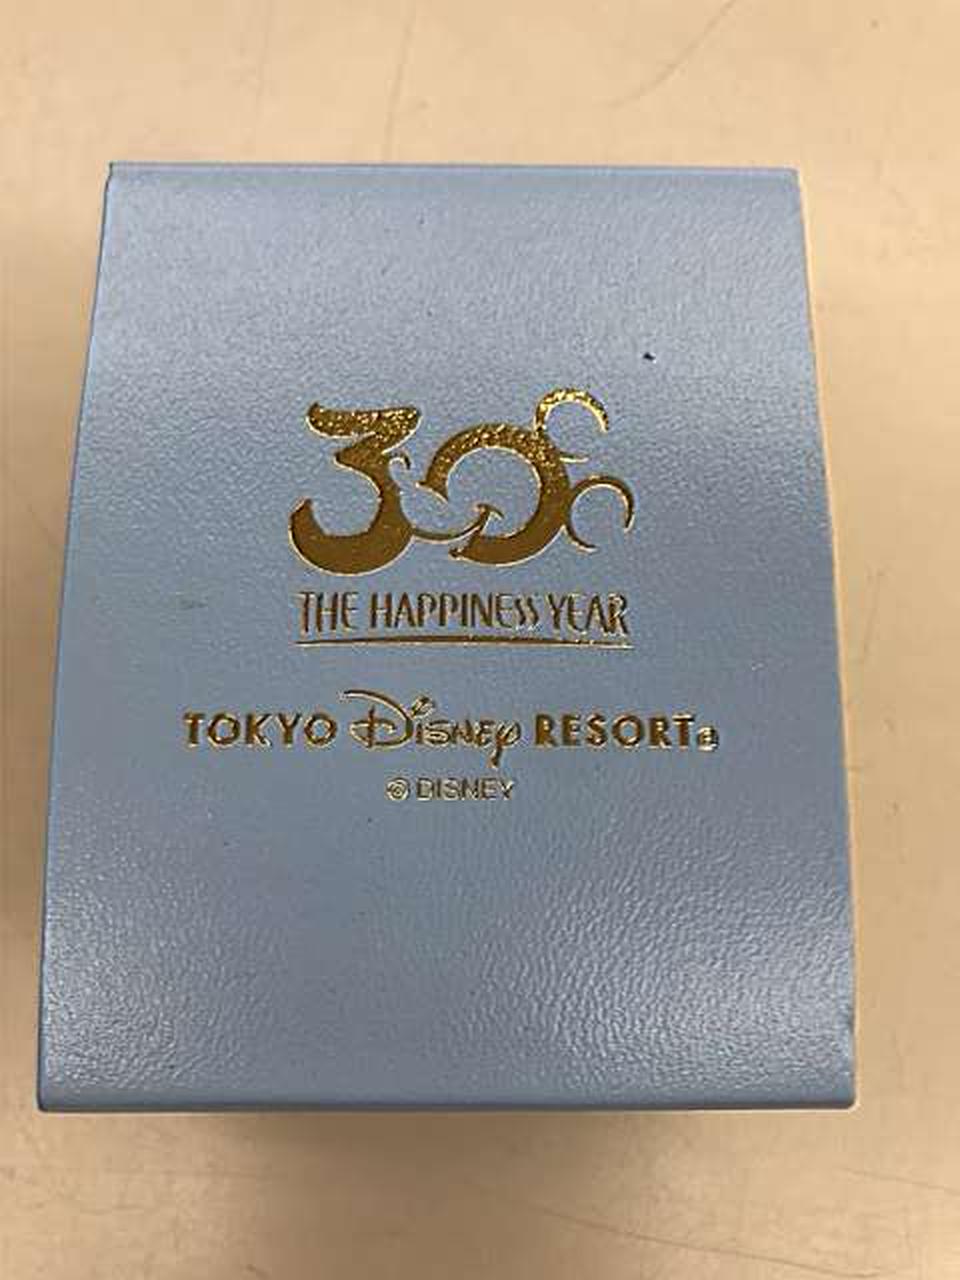 30
THE HAPPINESS YEAR
TOKYO Disney RESORT®
© DISNEY